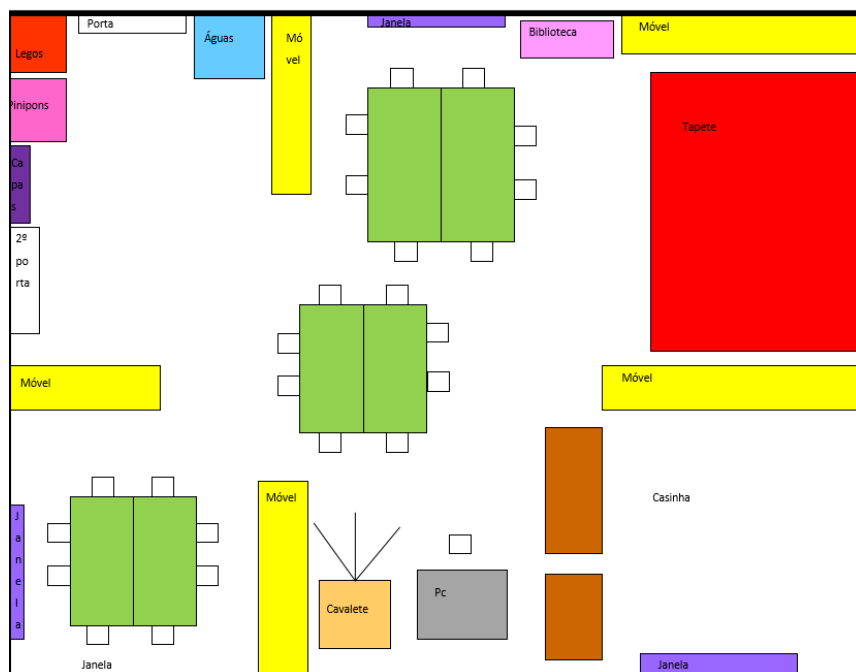 Porta
Janela
Móvel
Legos
Águas
Mó
vel
Biblioteca
Pinipons
Tapete
Ca
pa
s
2ª
po
rta
Móvel
Móvel
J
a
n
e
l
a
Móvel
Casinha
Cavalete
Pc
Janela
Janela